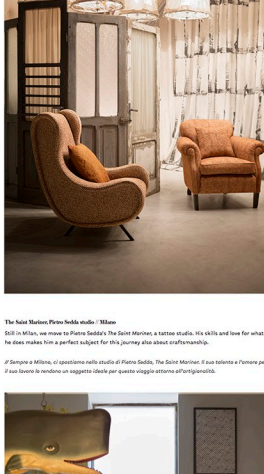 The Saint Mariner, Pietro Sedda studio // Milano
Still in Milan, we move to Pietro Sedda's The Saint Mariner, a tattoo studio. His skills and love for what
he does makes him a perfect subject for this journey also about craftsmanship.
// Sempre a Milano, ci spostiamo nello studio di Pietro Sedda, The Saint Mariner. Il suo talento e l'amore pe
il suo lavoro lo rendono un soggetto ideale per questo viaggio attorno all'artigianalità.